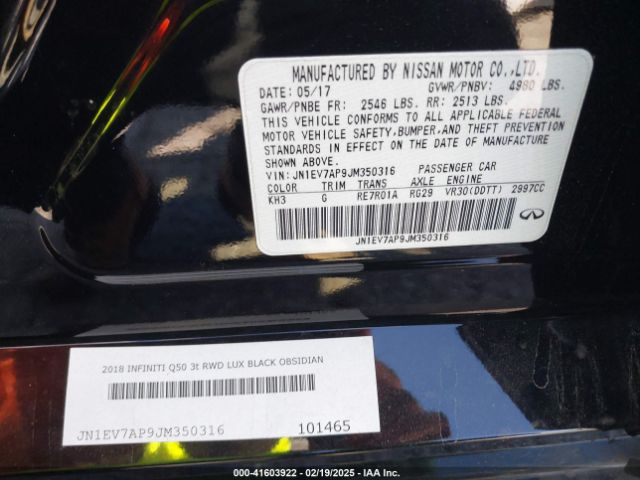 MANUFACTURED BY NISSAN MOTOR CO.,LTD.
DATE: 05/17 GVWR/PNBV: 4980 LBS.
GAWR/PNBE FR: 2546 LBS. RR: 2513 LBS.
THIS VEHICLE CONFORMS TO ALL APPLICABLE FEDERAL
MOTOR VEHICLE SAFETY,BUMPER,AND THEFT PREVENTION
STANDARDS IN EFFECT ON THE DATE OF MANUFACTURE
SHOWN ABOVE.
VIN: JN1EV7AP9JM350316 PASSENGER CAR
COLOR TRIM TRANS AXLE ENGINE
KH3 G RE7R01A RG29 VR30(DDTT) 2997CC
JN1EV7AP9JM350316
INFINITI
2018 INFINITI Q50 3t RWD LUX BLACK OBSIDIAN
JN1EV7AP9JM350316 101465
000-41603922 - 02/19/2025 - IAA Inc.